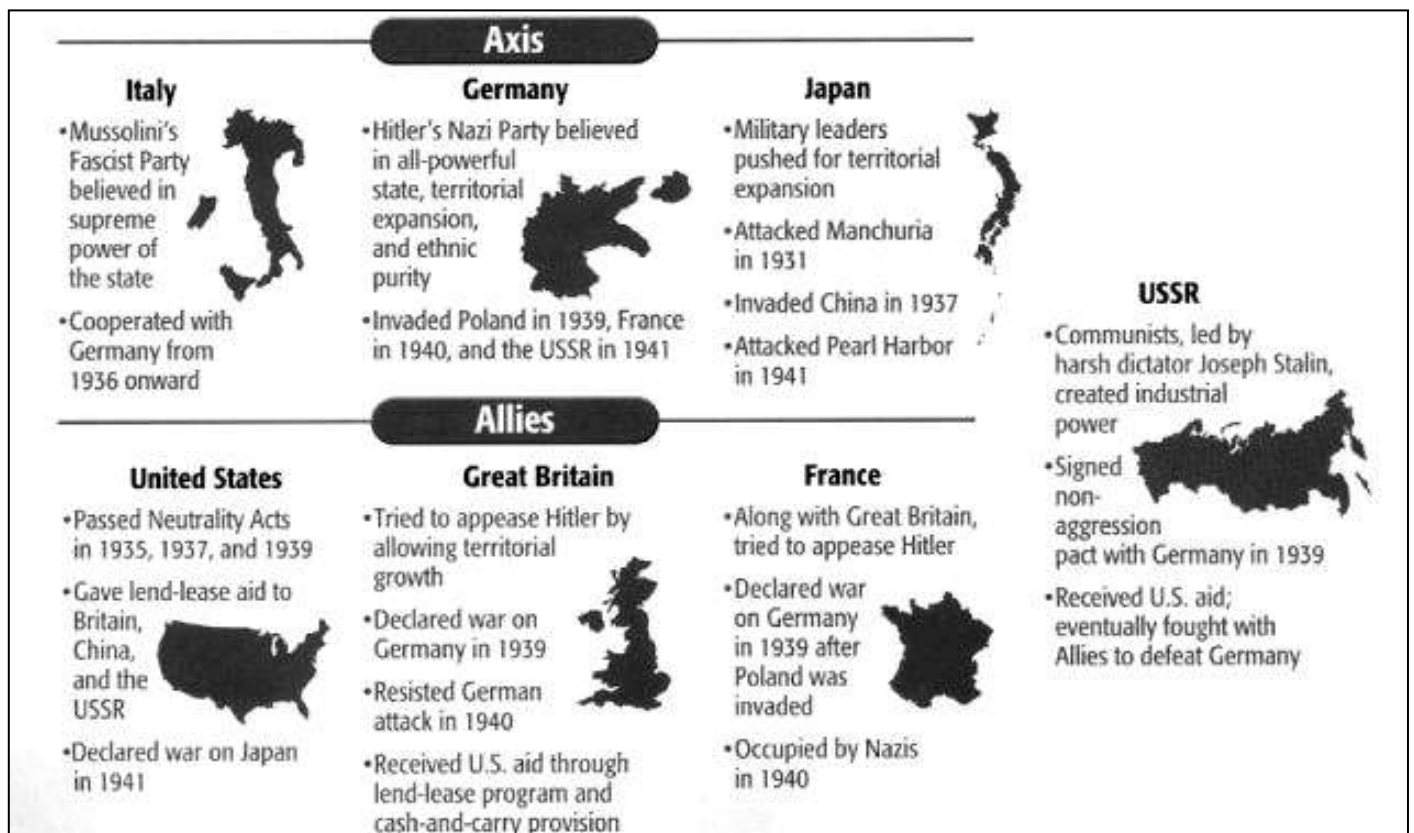 Axis
Italy
•Mussolini's
Fascist Party
believed in
supreme
power of
the state
•Cooperated with
Germany from
1936 onward
Germany
•Hitler's Nazi Party believed
in all-powerful
state, territorial
expansion,
and ethnic
purity
•Invaded Poland in 1939, France
in 1940, and the USSR in 1941
Japan
•Military leaders
pushed for territorial
expansion
•Attacked Manchuria
in 1931
•Invaded China in 1937
•Attacked Pearl Harbor
in 1941
Allies
United States
•Passed Neutrality Acts
in 1935, 1937, and 1939
•Gave lend-lease aid to
Britain,
China,
and the
USSR
•Declared war on Japan
in 1941
Great Britain
•Tried to appease Hitler by
allowing territorial
growth
•Declared war on
Germany in 1939
•Resisted German
attack in 1940
•Received U.S. aid through
lend-lease program and
cash-and-carry provision
France
•Along with Great Britain,
tried to appease Hitler
•Declared war
on Germany
in 1939 after
Poland was
invaded
•Occupied by Nazis
in 1940
USSR
•Communists, led by
harsh dictator Joseph Stalin,
created industrial
power
•Signed
non-
aggression
pact with Germany in 1939
•Received U.S. aid;
eventually fought with
Allies to defeat Germany